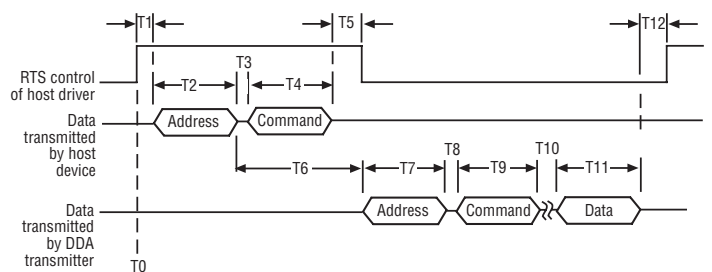 T1 T5 T12
RTS control
of host driver
T2 T3 T4
Data
transmitted
by host
device
Address Command
T6 T7 T8 T9 T10 T11
Data
transmitted
by DDA
transmitter
Address Command Data
T0